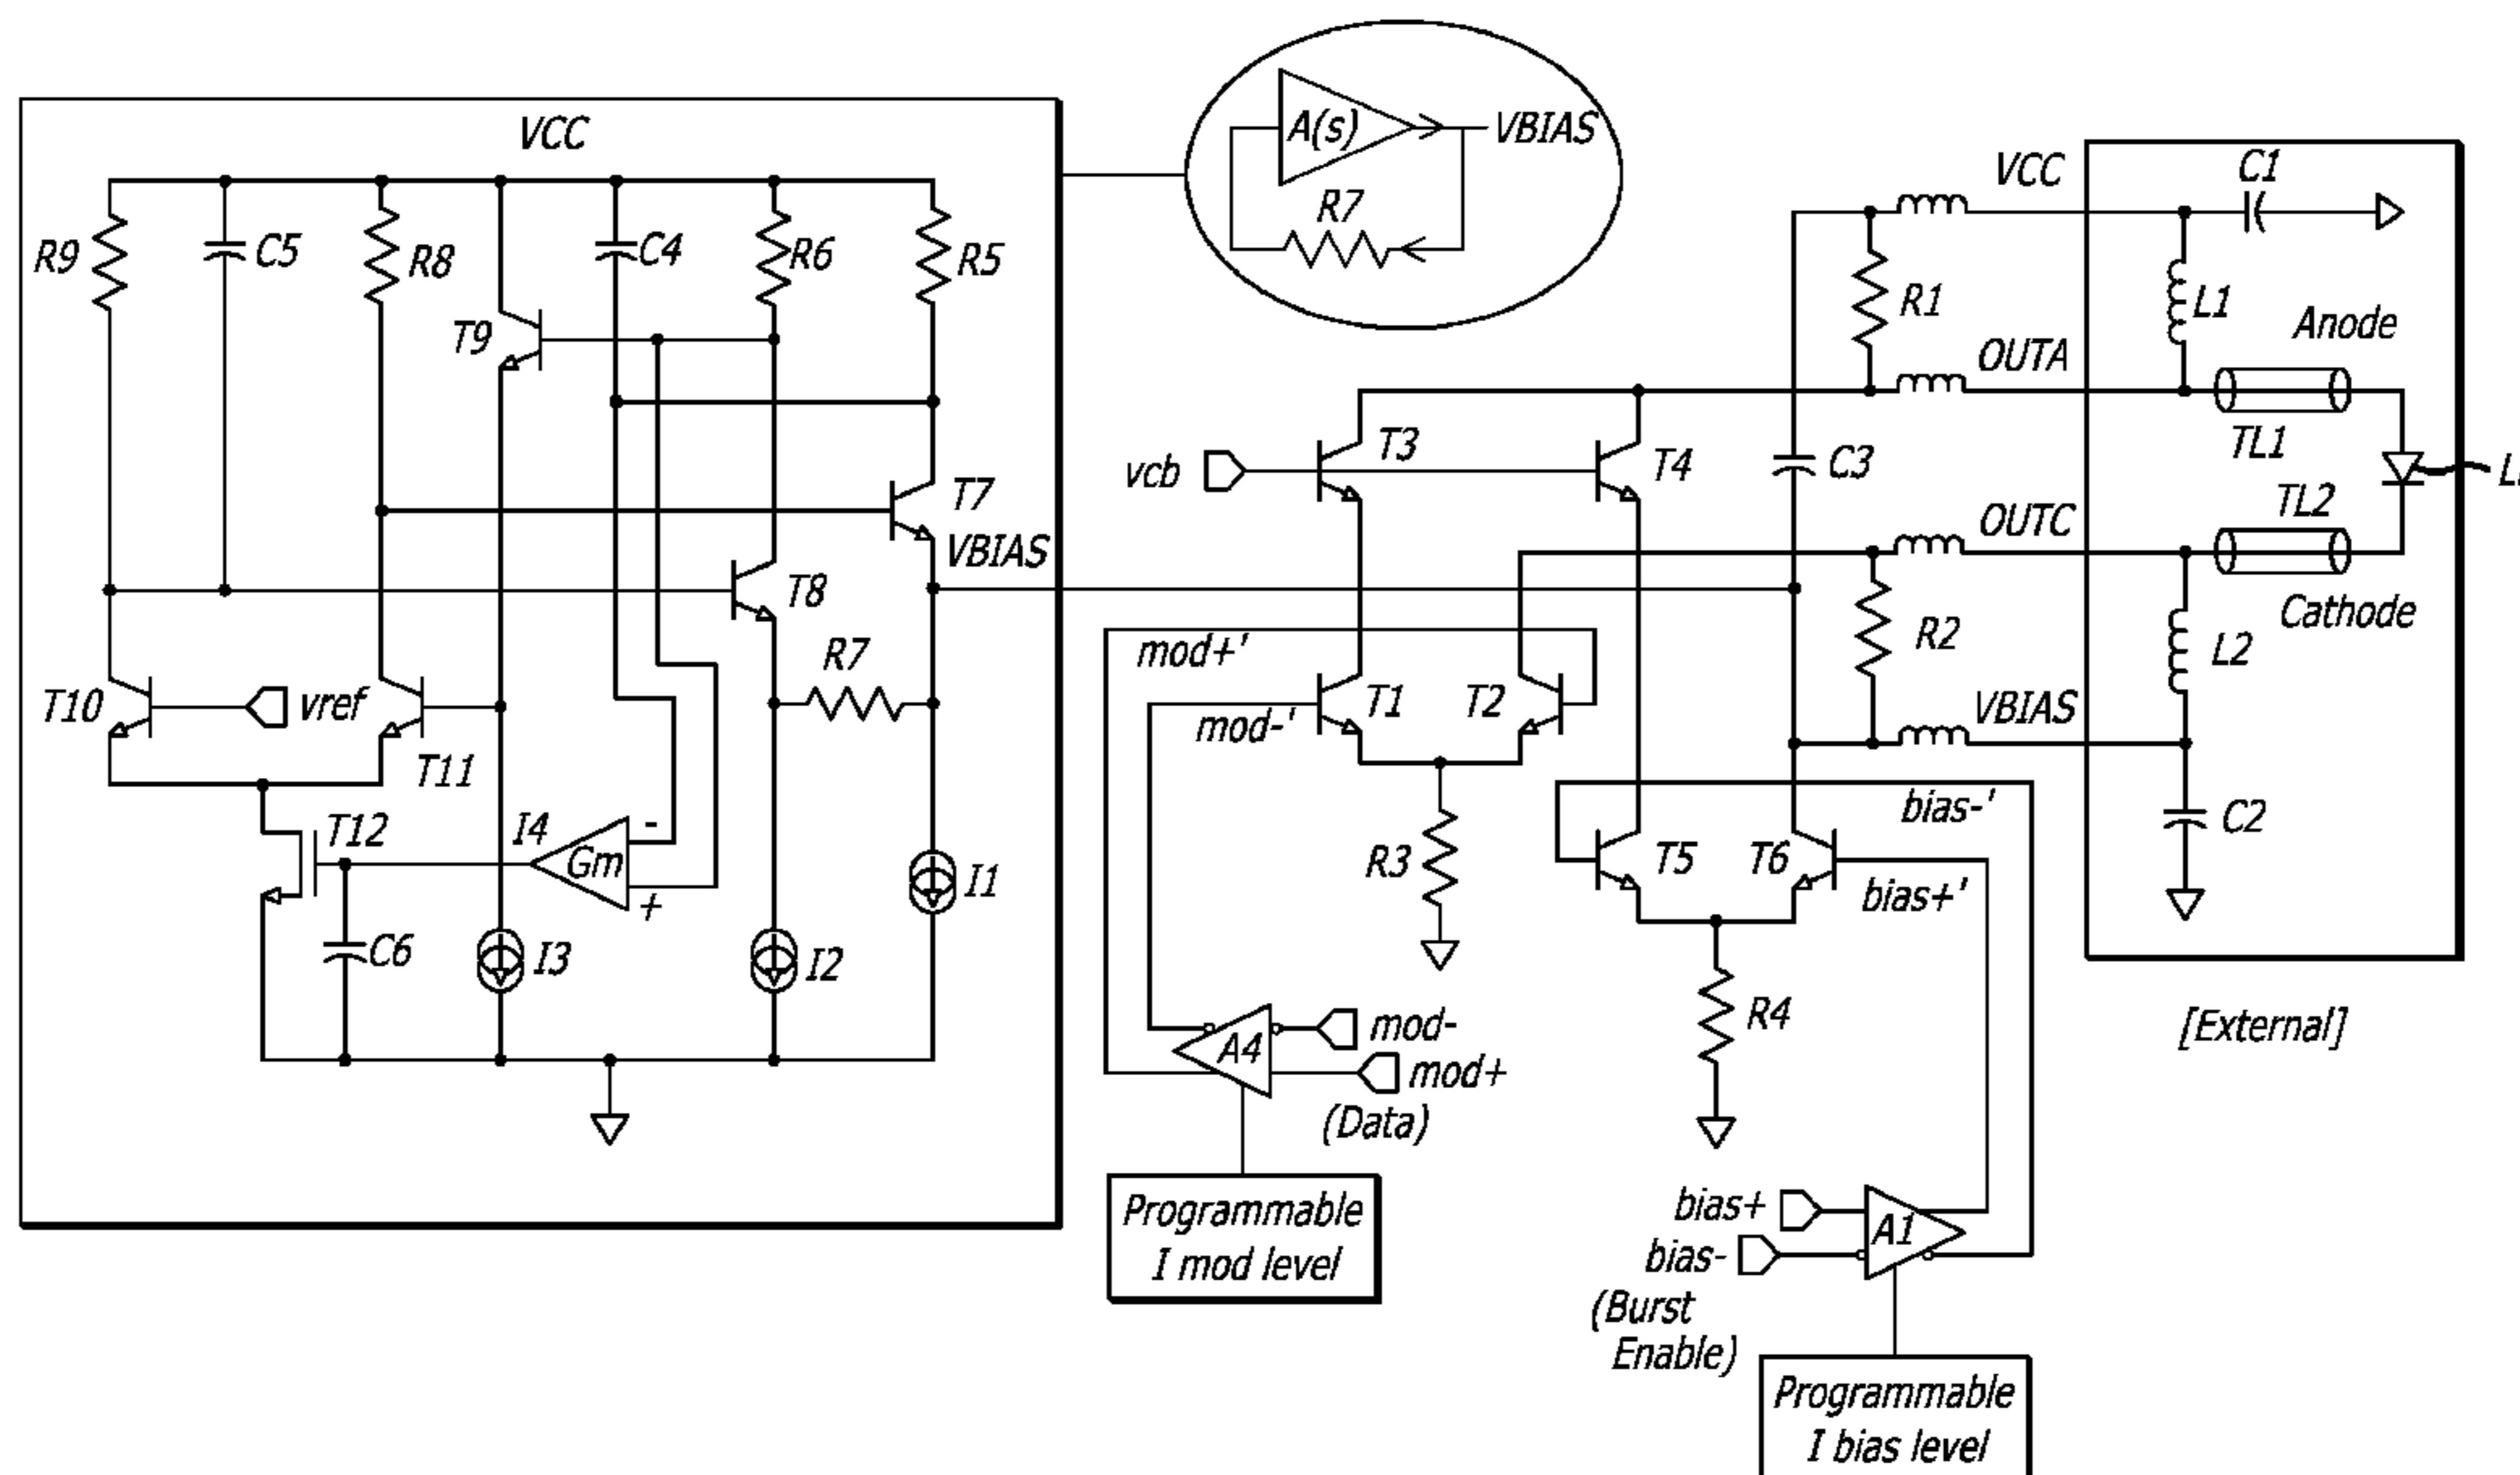 VCC
R9
C5
R8
C4
R6
R5
T9
T7
VBIAS
T8
R7
T10
vref
T11
T12
I4
Gm
-
+
C6
I3
I2
I1
A(s)
VBIAS
R7
VCC
C1
R1
L1
Anode
OUTA
TL1
vcb
T3
T4
C3
TL2
OUTC
Cathode
R2
L2
mod+'
mod-'
T1
T2
VBIAS
bias-'
C2
R3
T5
T6
bias+'
R4
[External]
A4
mod-
mod+
(Data)
Programmable
I mod level
bias+
bias-
A1
(Burst
Enable)
Programmable
I bias level